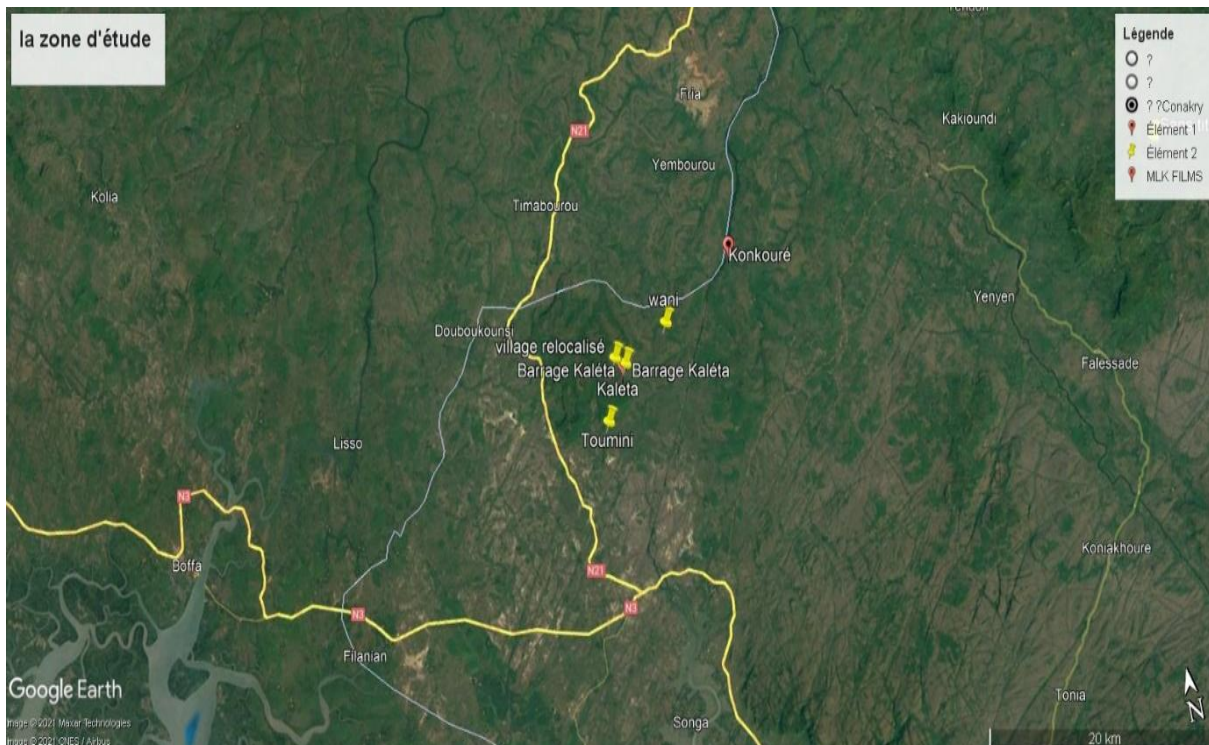 la zone d'étude
Légende
?
?
? ?Conakry
Élément 1
Élément 2
MLK FILMS
Fria
N21
Kakioundi
Yembourou
Kolia
Timabourou
Konkouré
wani
Yenyen
Douboukounsi
village relocalisé
Barrage Kaléta
Barrage Kaléta
Falessade
Kaleta
Toumini
Lisso
N3
Boffa
N21
Koniakhoure
N3
N3
Filanian
Google Earth
Tonia
N
Image © 2021 Maxar Technologies
Songa
20 km
Image © 2021 CNES / Airbus